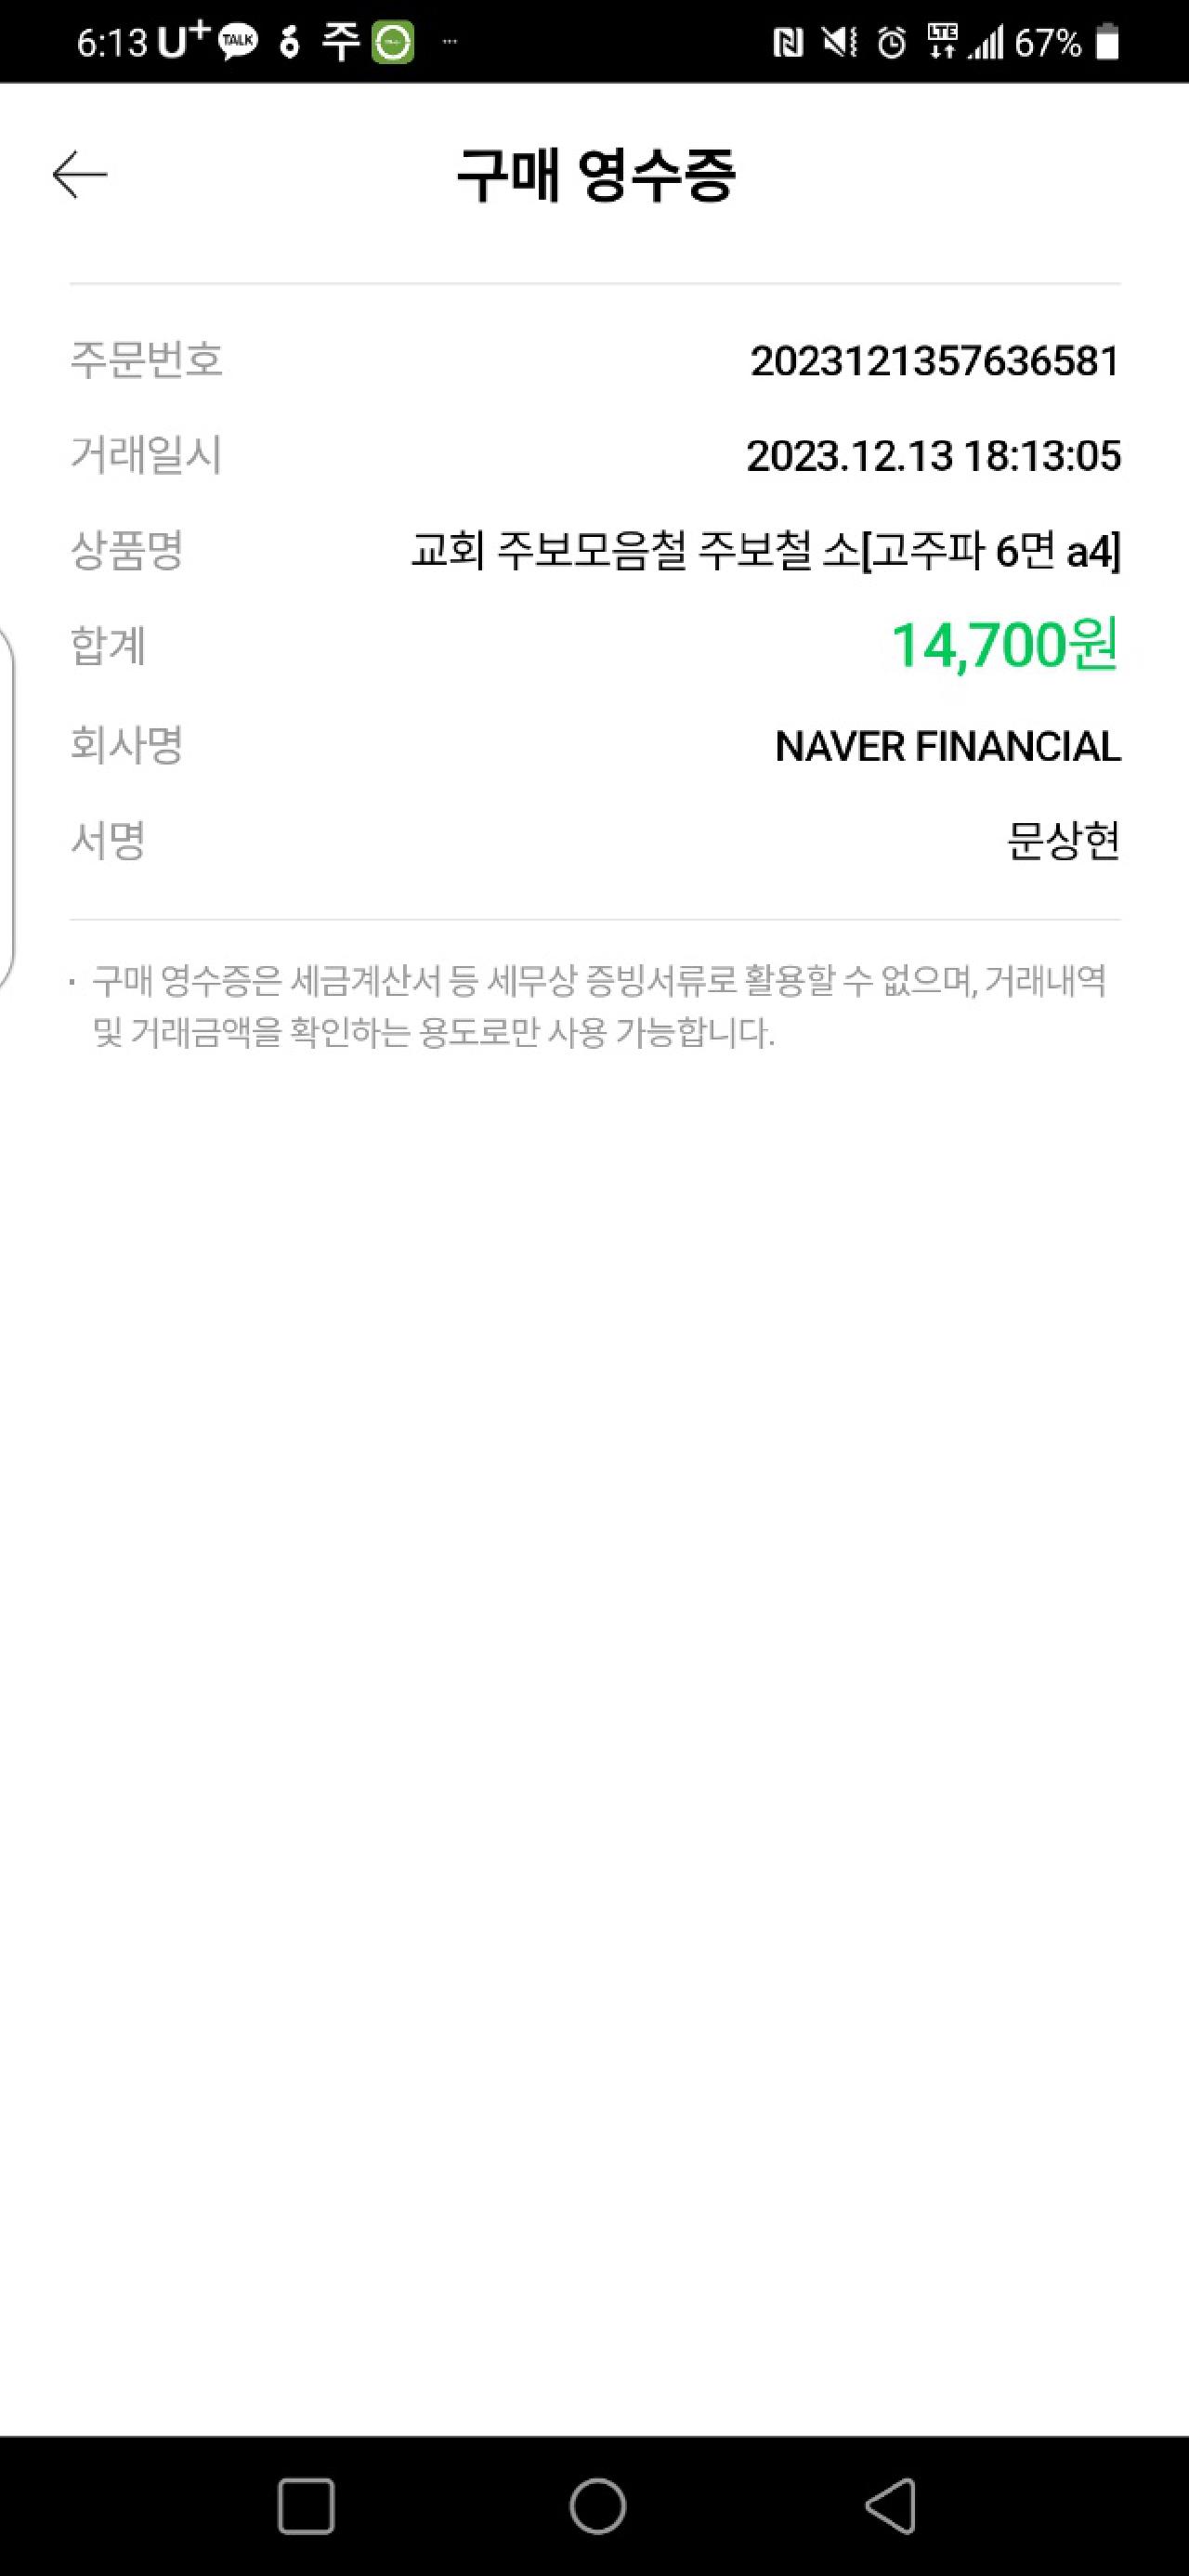 6:13 U+ TALK 주 ... LTE 67%
구매 영수증
주문번호 2023121357636581
거래일시 2023.12.13 18:13:05
상품명 교회 주보모음철 주보철 소[고주파 6면 a4]
합계 14,700원
회사명 NAVER FINANCIAL
서명 문상현
· 구매 영수증은 세금계산서 등 세무상 증빙서류로 활용할 수 없으며, 거래내역
및 거래금액을 확인하는 용도로만 사용 가능합니다.